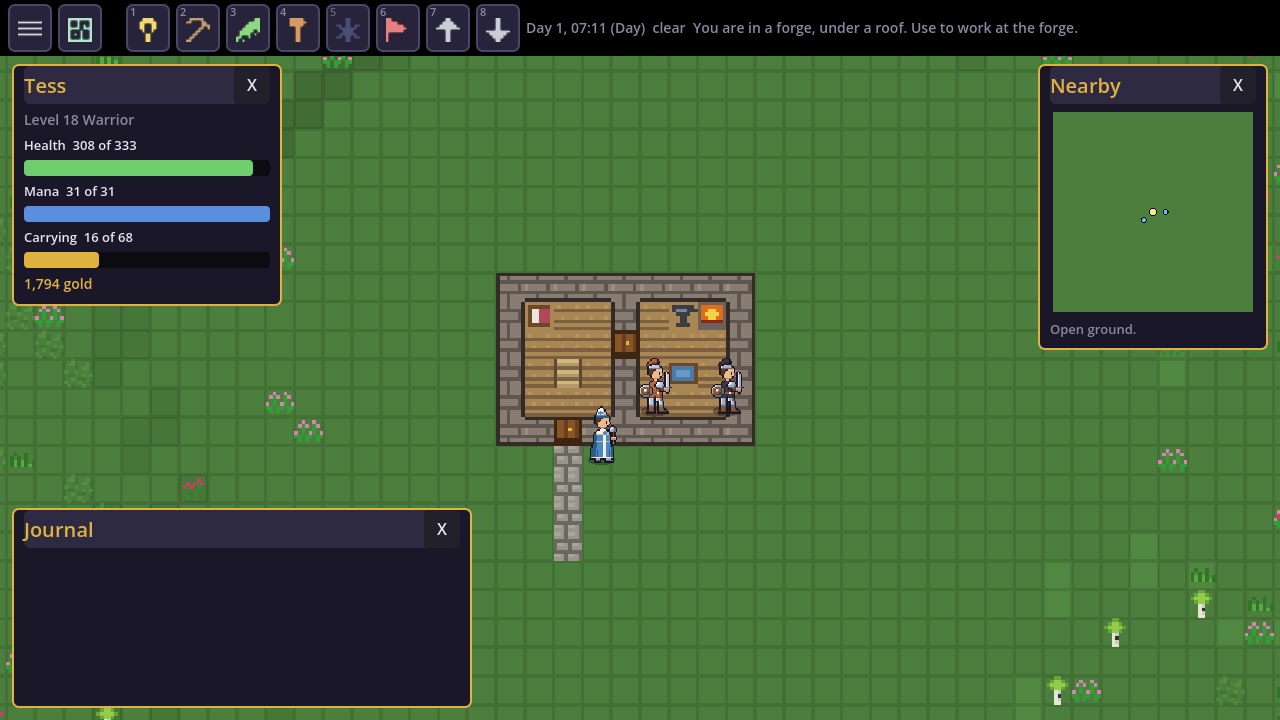 1 2 3 4 5 6 7 8
Day 1, 07:11 (Day) clear You are in a forge, under a roof. Use to work at the forge.
Tess X
Level 18 Warrior
Health 308 of 333
Mana 31 of 31
Carrying 16 of 68
1,794 gold
Nearby X
Open ground.
Journal X